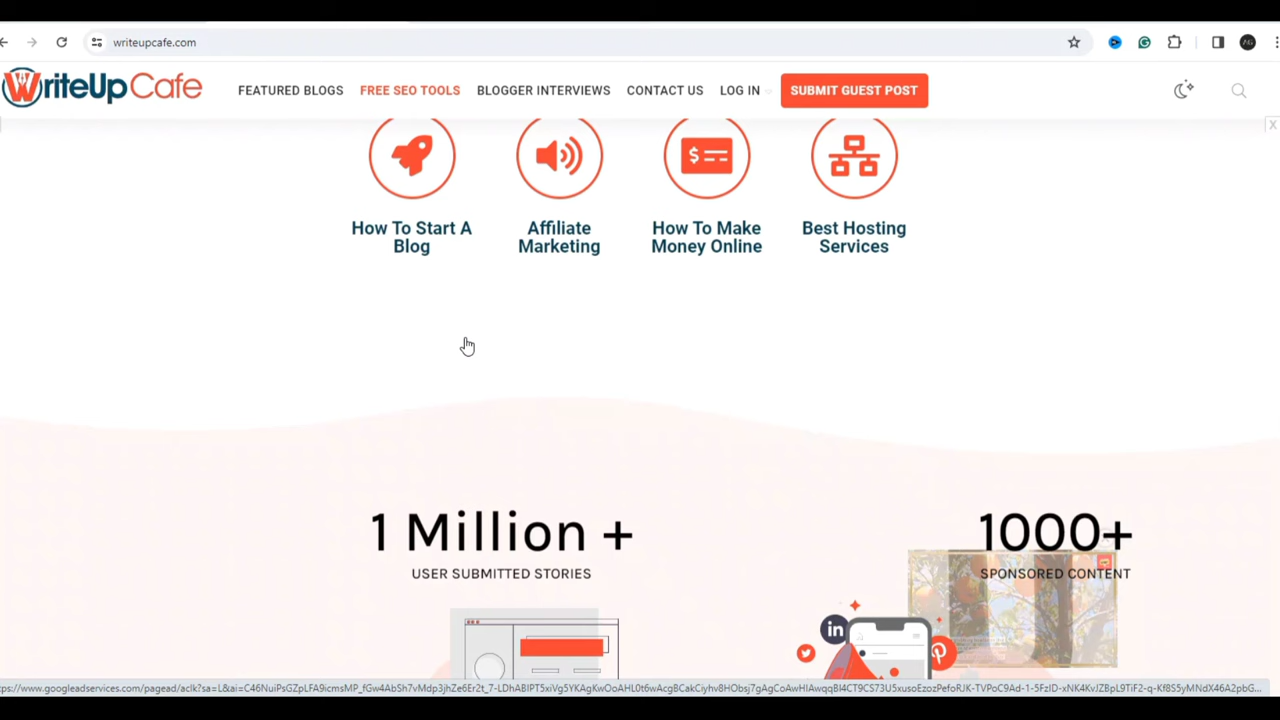 writeupcafe.com
AG
WriteUp Cafe
FEATURED BLOGS
FREE SEO TOOLS
BLOGGER INTERVIEWS
CONTACT US
LOG IN
SUBMIT GUEST POST
X
$
How To Start A
Blog
Affiliate
Marketing
How To Make
Money Online
Best Hosting
Services
1 Million +
USER SUBMITTED STORIES
1000+
SPONSORED CONTENT
in